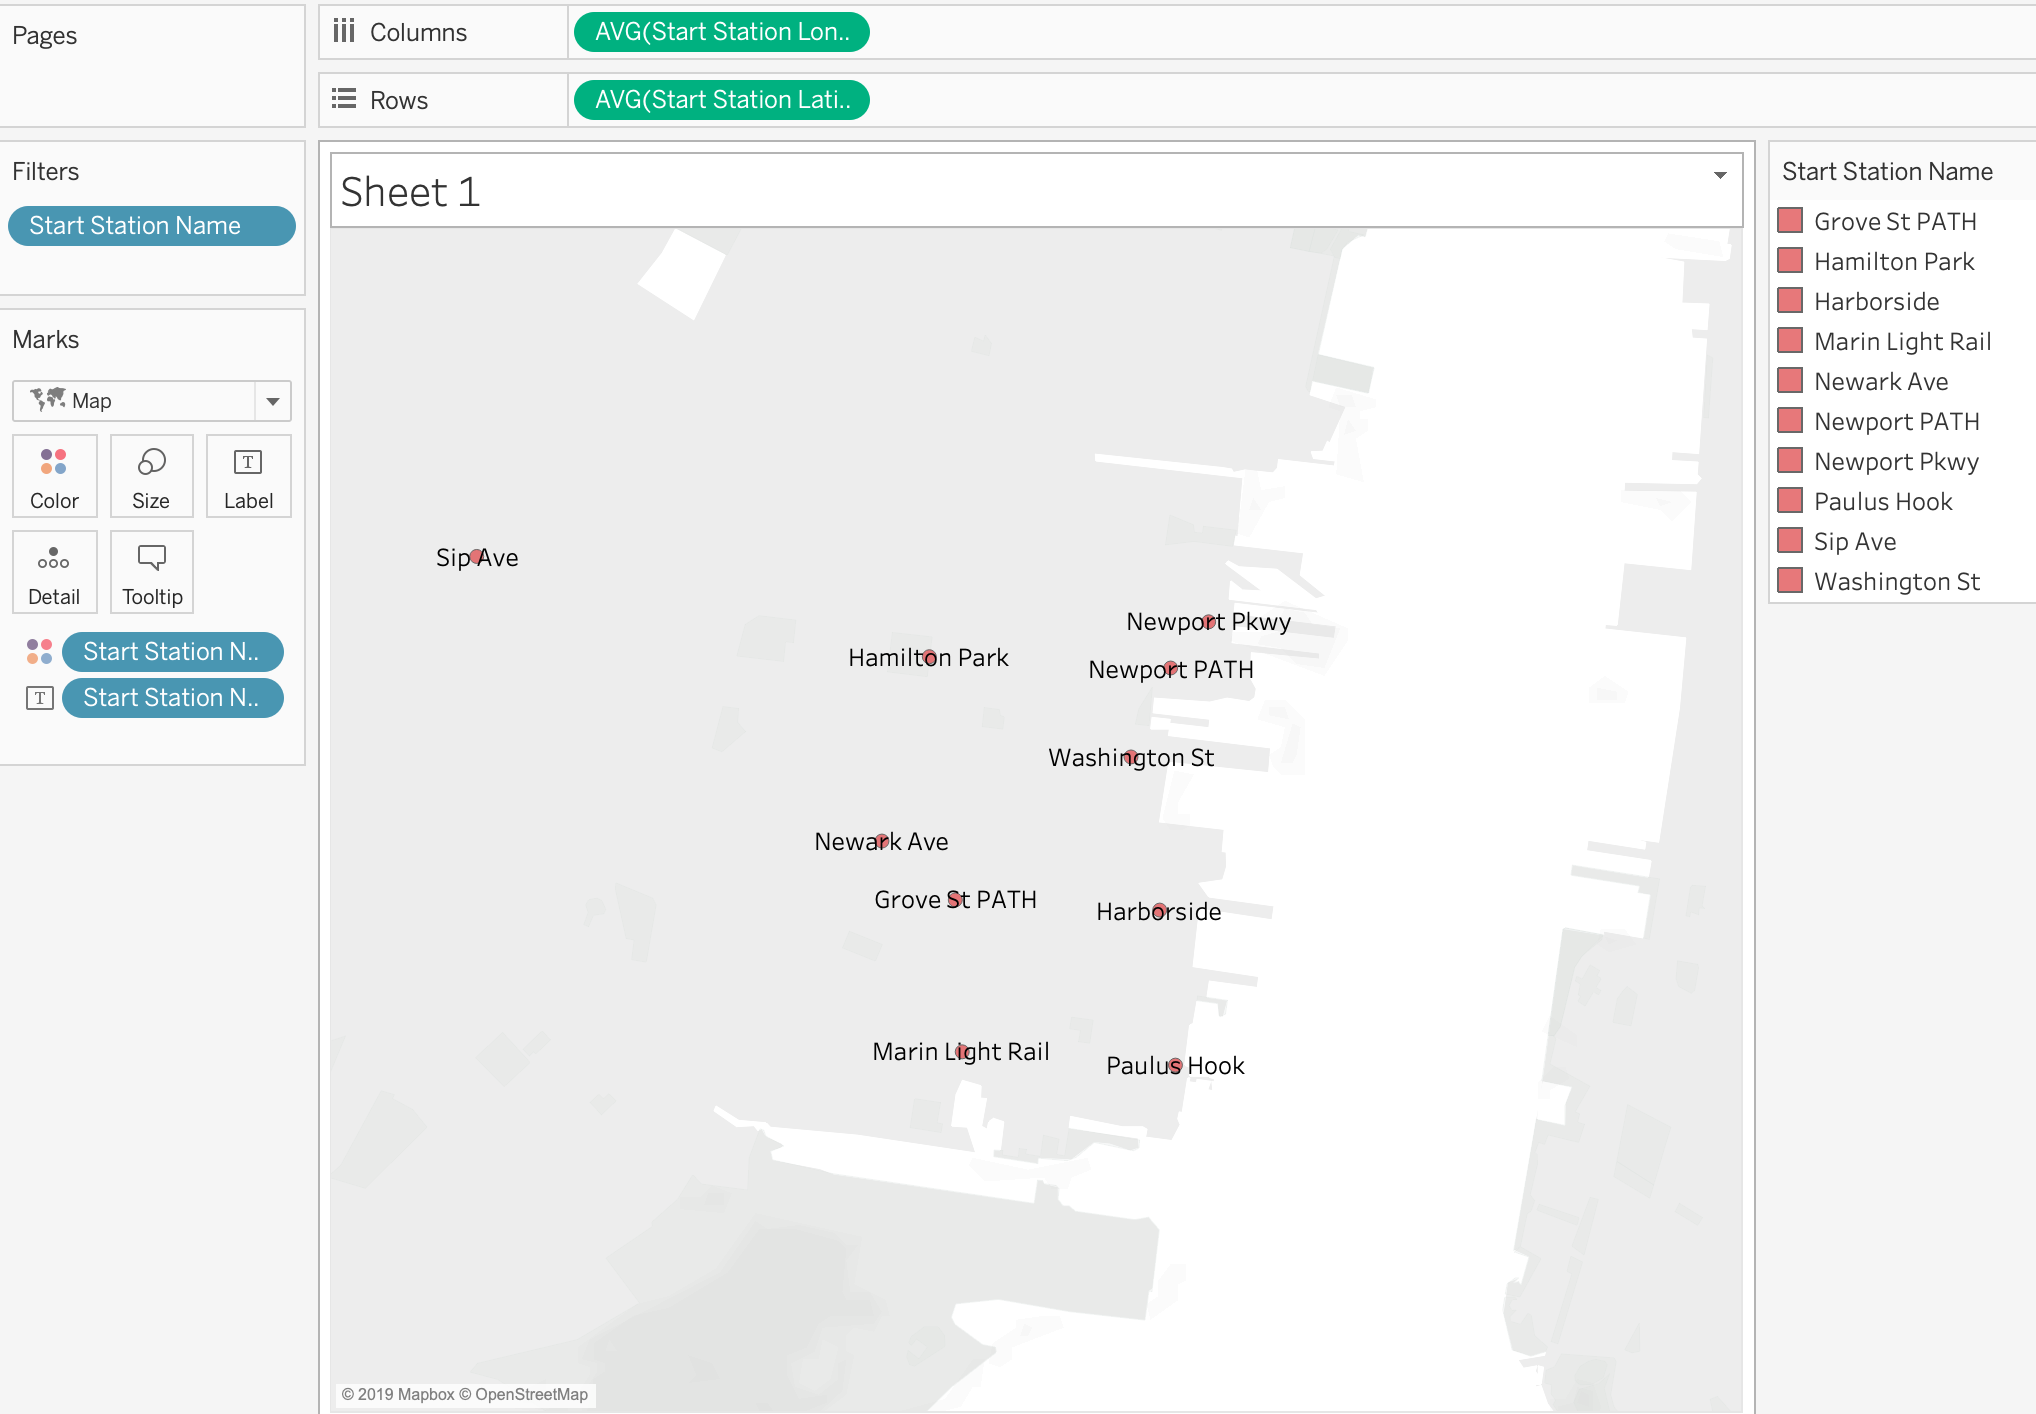 Pages
Columns
AVG(Start Station Lon..
Rows
AVG(Start Station Lati..
Filters
Start Station Name
Marks
Map
Color
Size
T
Label
Detail
Tooltip
Start Station N..
T
Start Station N..
Sheet 1
Sip Ave
Newport Pkwy
Hamilton Park
Newport PATH
Washington St
Newark Ave
Grove St PATH
Harborside
Marin Light Rail
Paulus Hook
© 2019 Mapbox © OpenStreetMap
Start Station Name
Grove St PATH
Hamilton Park
Harborside
Marin Light Rail
Newark Ave
Newport PATH
Newport Pkwy
Paulus Hook
Sip Ave
Washington St